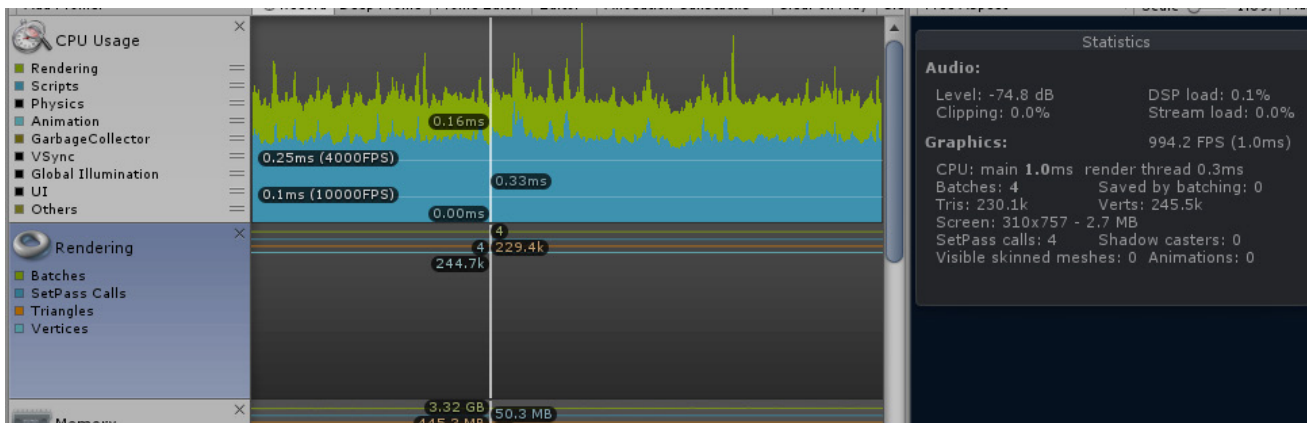 CPU Usage
Rendering
Scripts
Physics
Animation
GarbageCollector
VSync
Global Illumination
UI
Others
0.16ms
0.25ms (4000FPS)
0.33ms
0.1ms (10000FPS)
0.00ms
Rendering
Batches
SetPass Calls
Triangles
Vertices
4
4 229.4k
244.7k
3.32 GB
50.3 MB
Statistics
Audio:
Level: -74.8 dB DSP load: 0.1%
Clipping: 0.0% Stream load: 0.0%
Graphics: 994.2 FPS (1.0ms)
CPU: main 1.0ms render thread 0.3ms
Batches: 4 Saved by batching: 0
Tris: 230.1k Verts: 245.5k
Screen: 310x757 - 2.7 MB
SetPass calls: 4 Shadow casters: 0
Visible skinned meshes: 0 Animations: 0